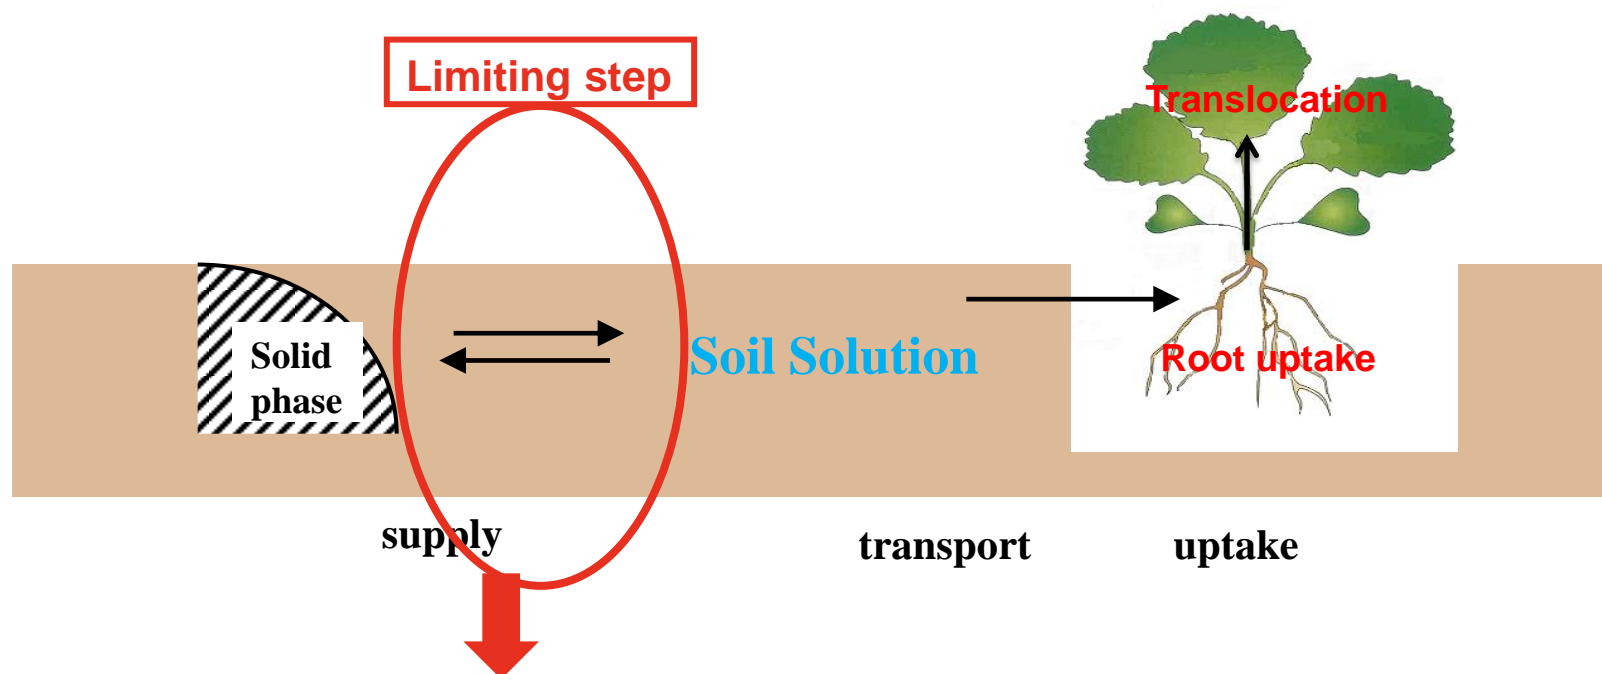 Limiting step
Translocation
Solid
phase
Soil Solution
Root uptake
supply
transport
uptake